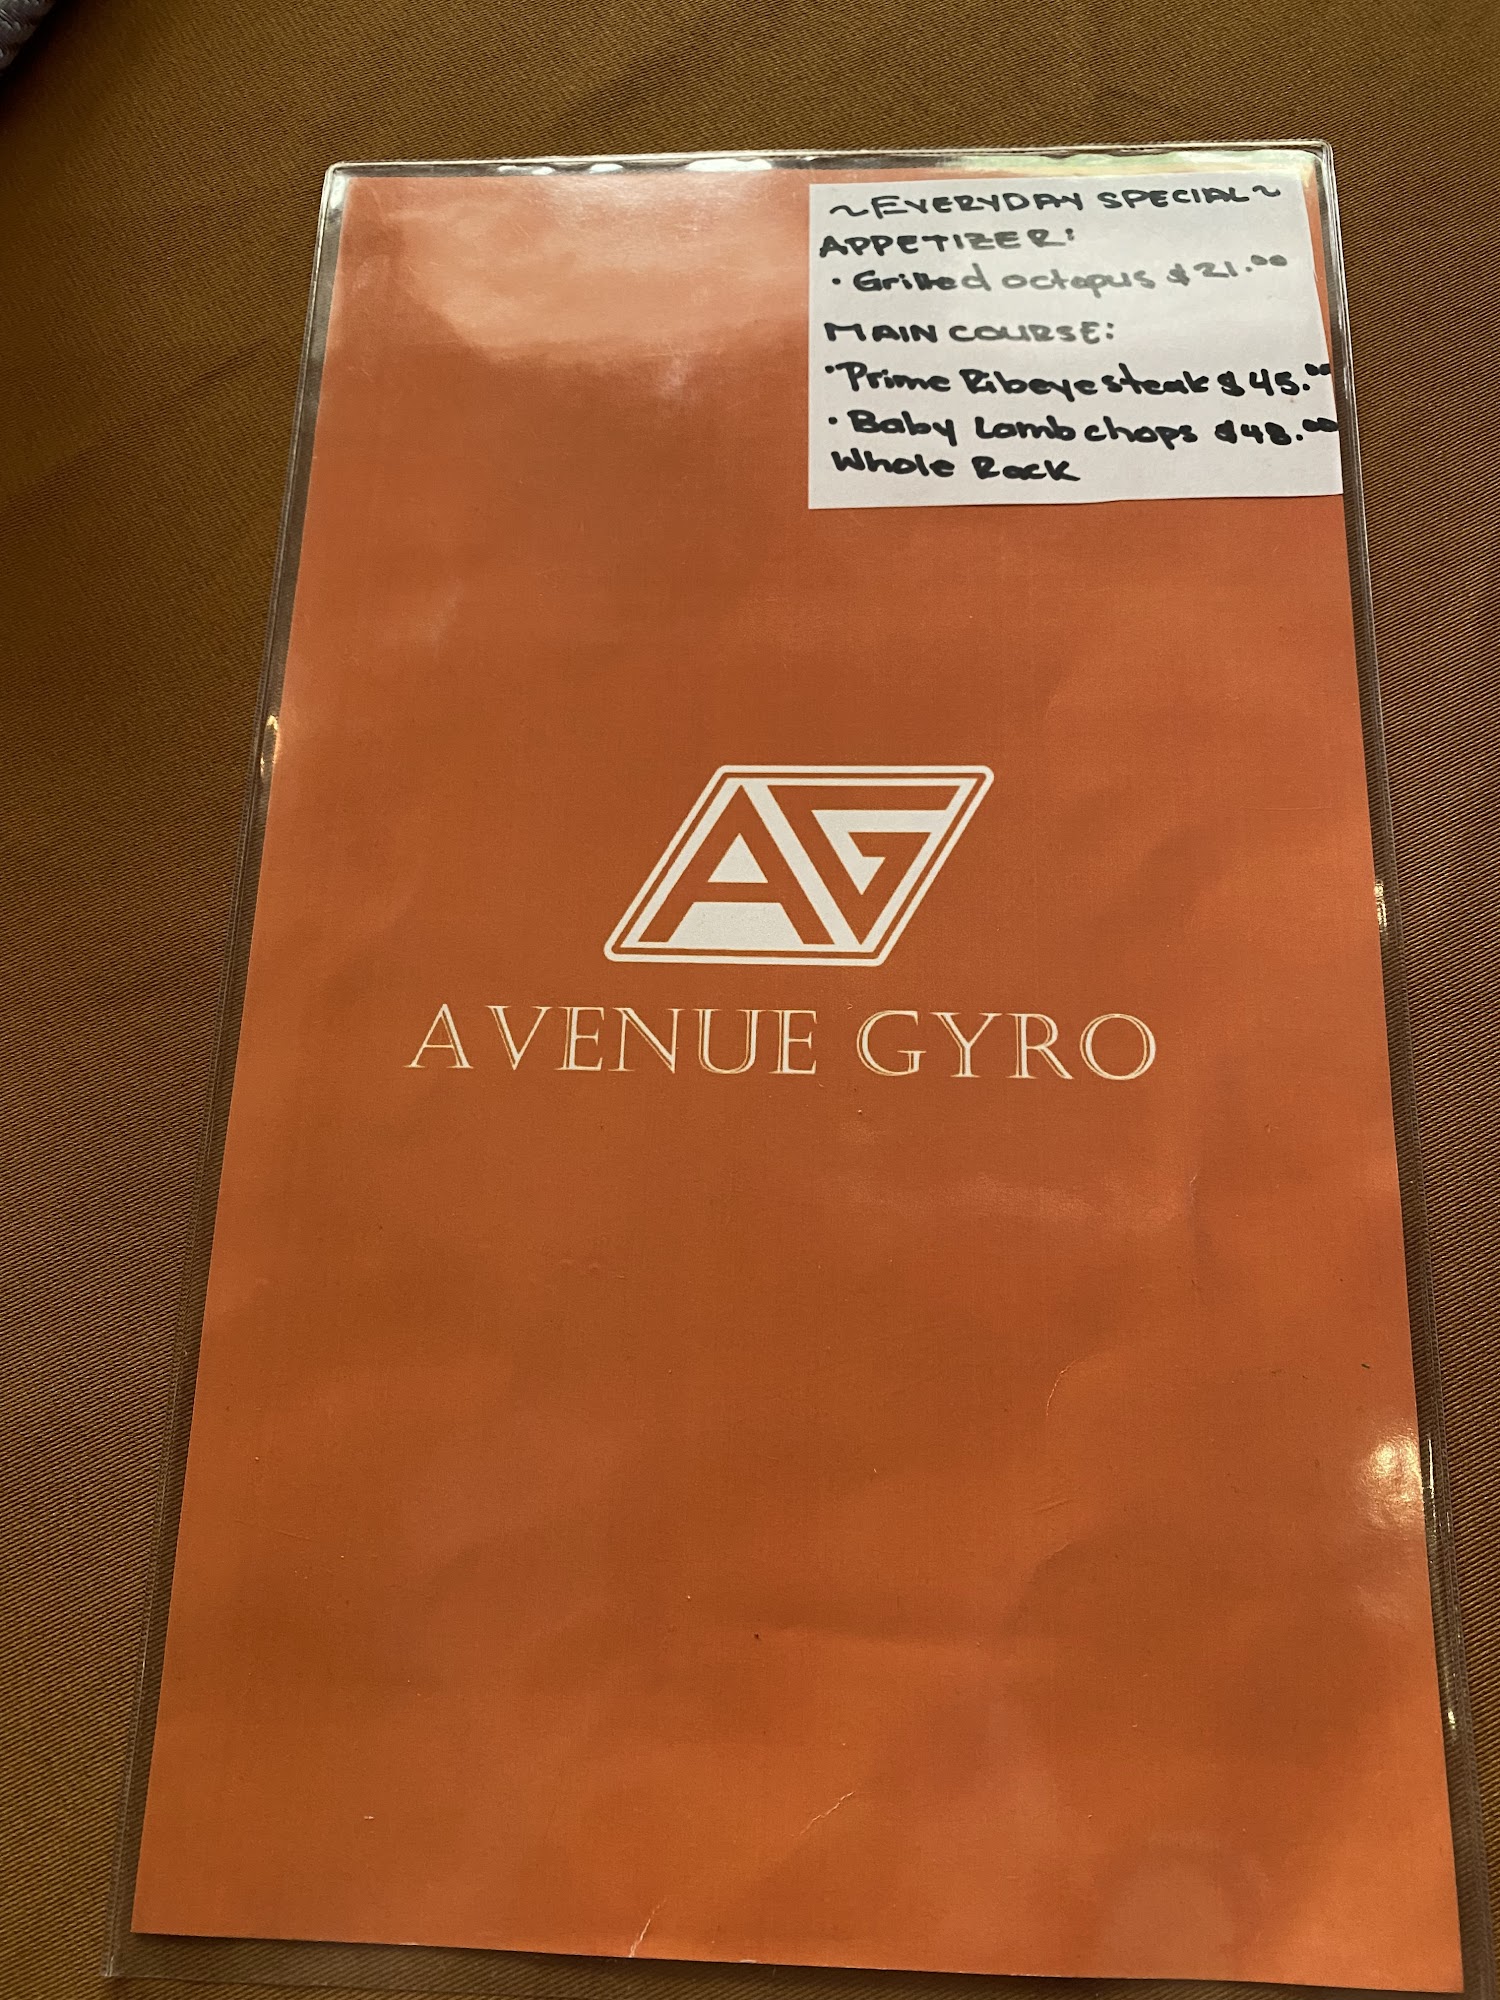 ~EVERYDAY SPECIAL~
APPETIZER:
• Grilled octopus $21.00
MAIN COURSE:
• Prime Ribeye steak $45.00
• Baby Lamb chops $48.00
Whole Rack
AG
AVENUE GYRO